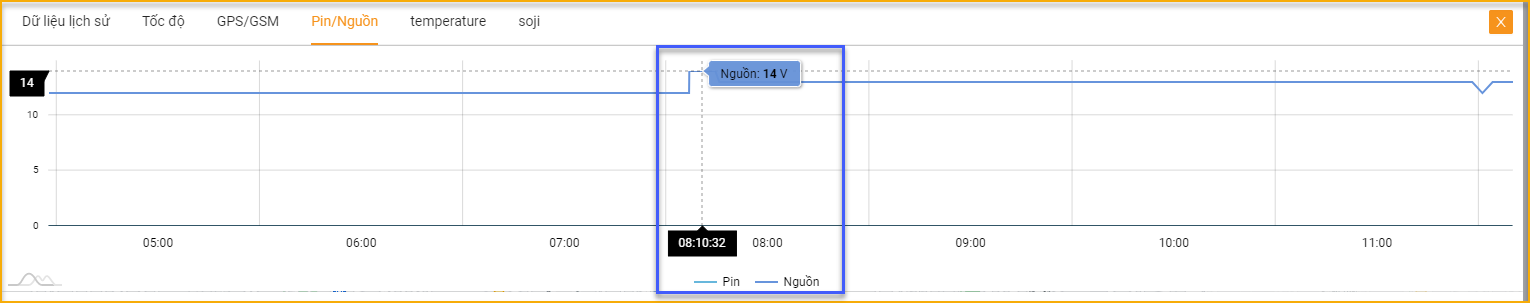 Dữ liệu lịch sử Tốc độ GPS/GSM Pin/Nguồn temperature soji X
Nguồn: 14 V
14
10
5
0
05:00 06:00 07:00 08:10:32 08:00 09:00 10:00 11:00
Pin Nguồn